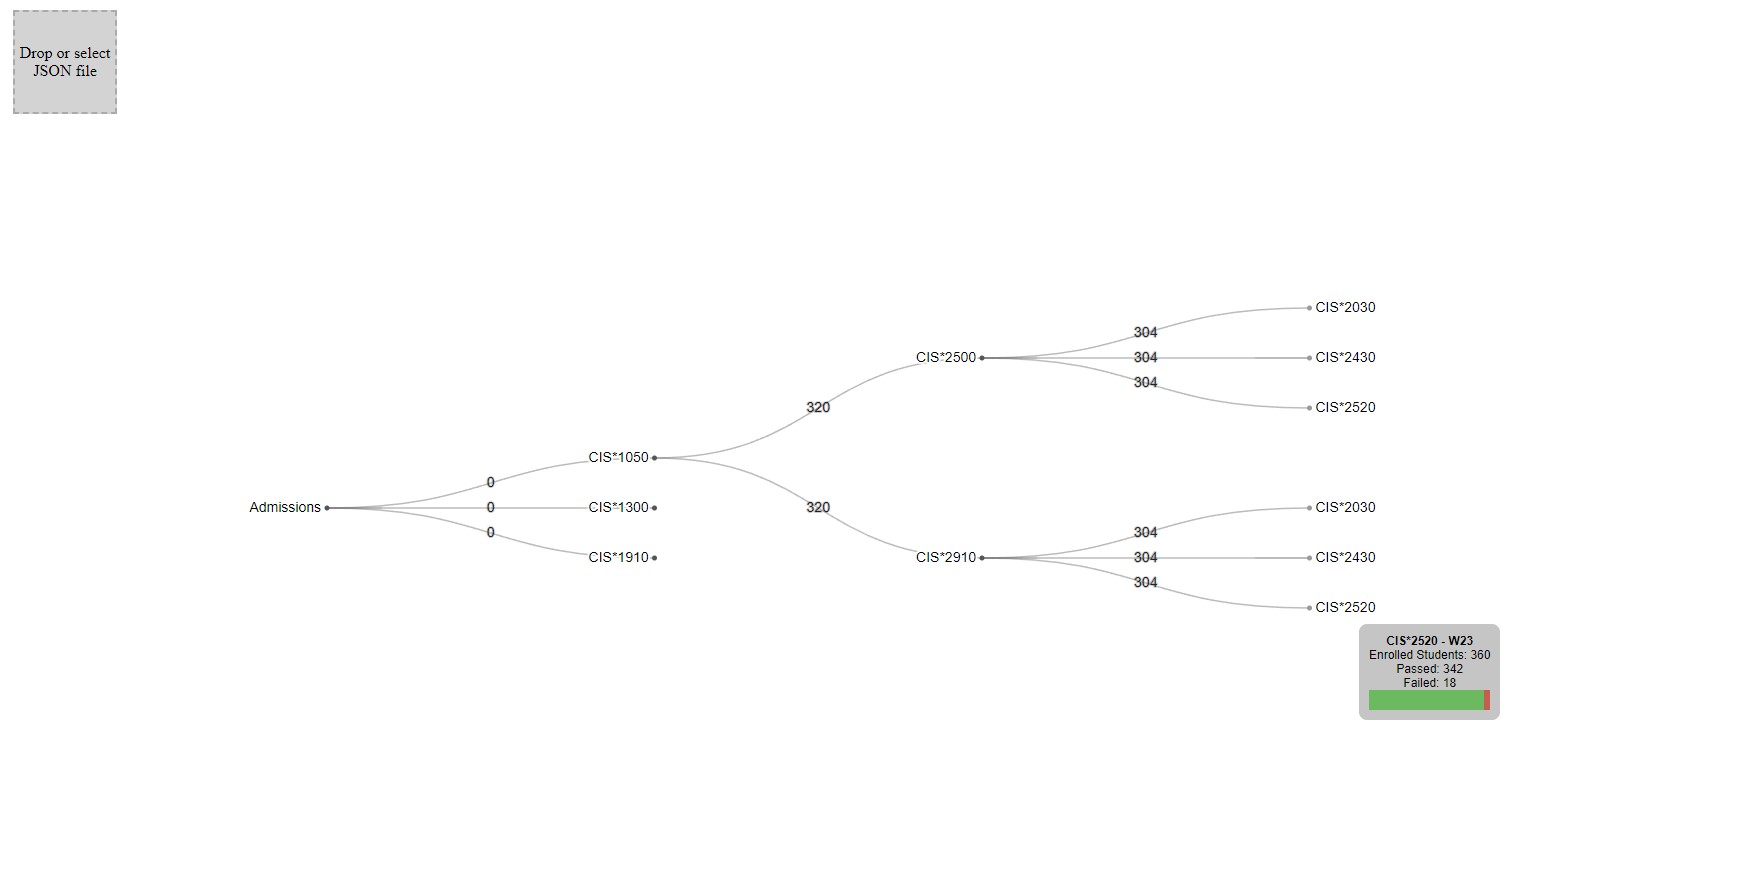 Drop or select
JSON file
CIS*2030
304
CIS*2500
304
CIS*2430
304
320
CIS*2520
CIS*1050
0
Admissions
0
CIS*1300
320
CIS*2030
0
304
CIS*1910
CIS*2910
304
CIS*2430
304
CIS*2520
CIS*2520 - W23
Enrolled Students: 360
Passed: 342
Failed: 18